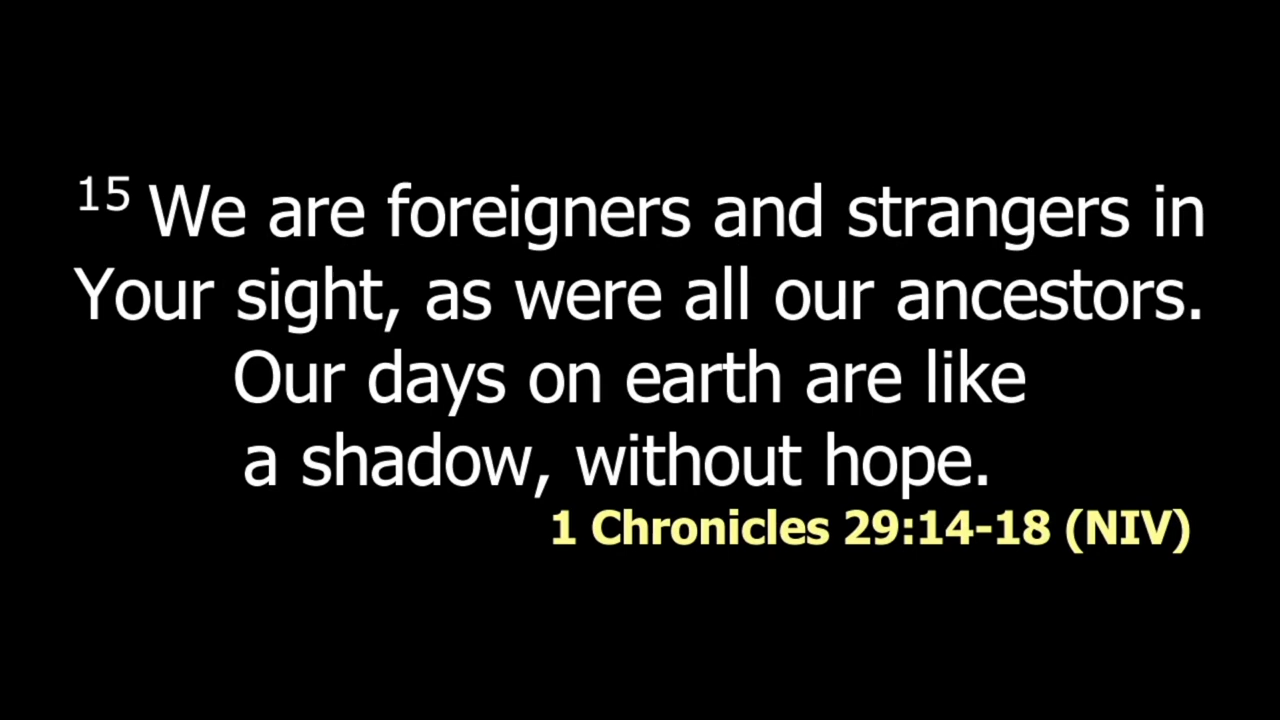 15 We are foreigners and strangers in
Your sight, as were all our ancestors.
Our days on earth are like
a shadow, without hope.
1 Chronicles 29:14-18 (NIV)